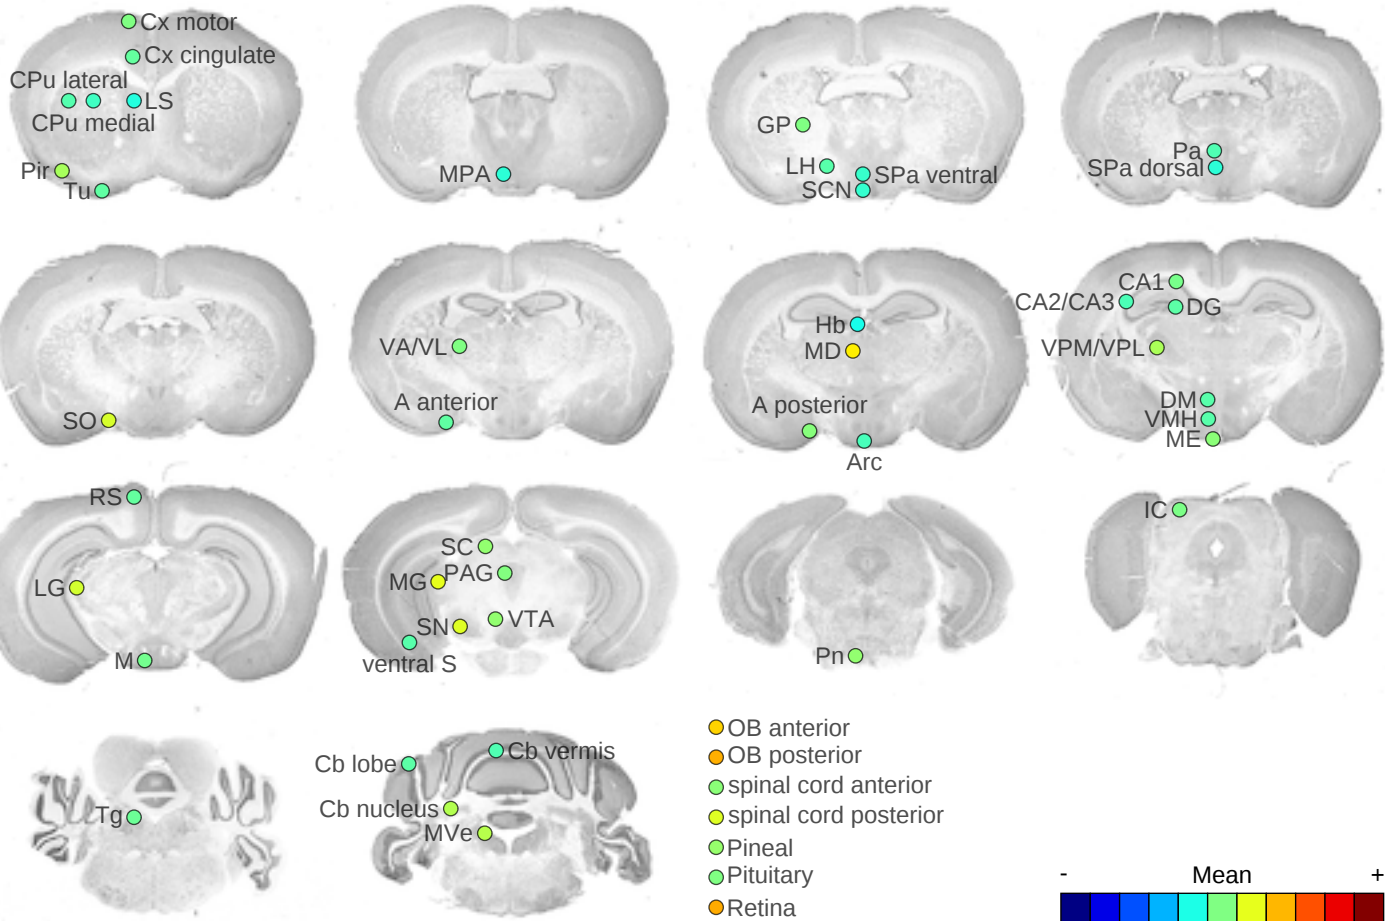 Cx motor
Cx cingulate
CPu lateral
LS
CPu medial
Pir
Tu
MPA
GP
LH
SPa ventral
SCN
Pa
SPa dorsal
SO
VA/VL
A anterior
Hb
MD
A posterior
Arc
CA1
CA2/CA3
DG
VPM/VPL
DM
VMH
ME
RS
LG
M
SC
MG
PAG
SN
VTA
ventral S
Pn
IC
Tg
Cb lobe
Cb vermis
Cb nucleus
MVe
OB anterior
OB posterior
spinal cord anterior
spinal cord posterior
Pineal
Pituitary
Retina
- Mean +